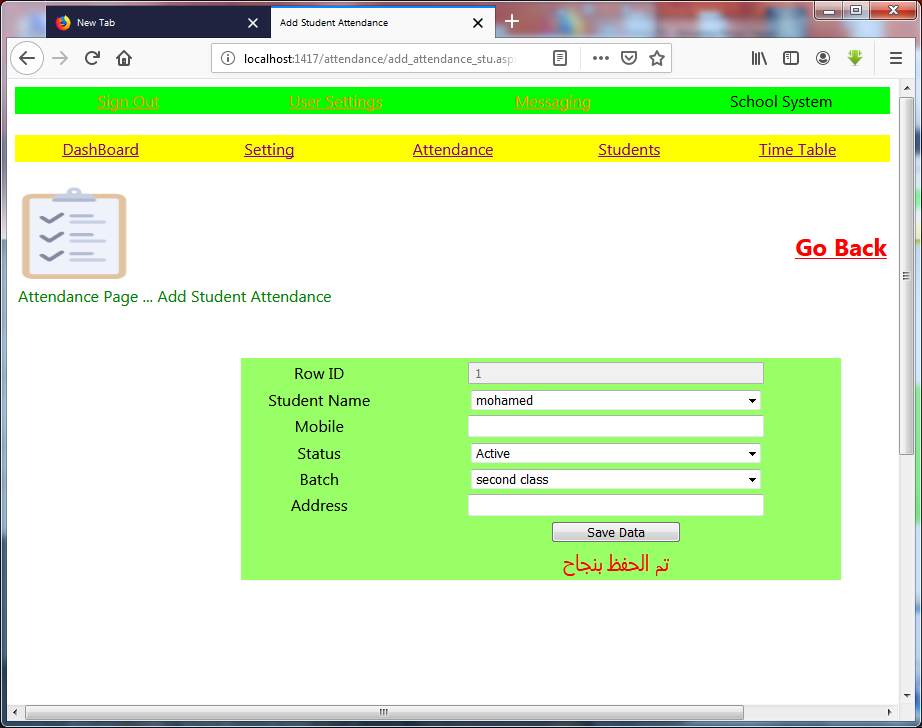 New Tab
Add Student Attendance
localhost:1417/attendance/add_attendance_stu.asp
Sign Out User Settings Messaging School System
DashBoard Setting Attendance Students Time Table
Go Back
Attendance Page ... Add Student Attendance
Row ID 1
Student Name mohamed
Mobile
Status Active
Batch second class
Address
Save Data
تم الحفظ بنجاح